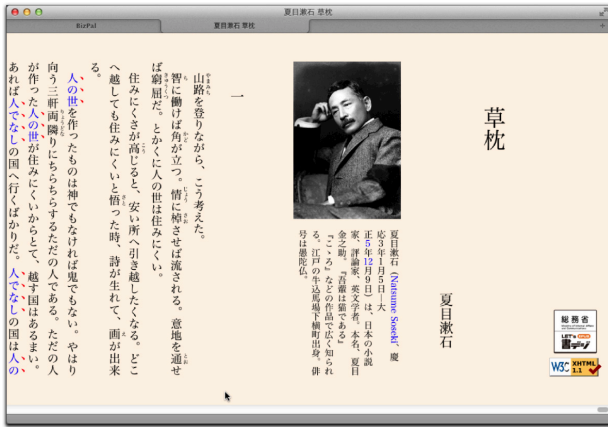 夏目漱石 草枕
BirPal
夏目漱石 草枕
草枕
夏目漱石
総務省
LET's
書デジ
W3C XHTML 1.1
夏目漱石（Natsume Soseki、慶
応3年1月5日―大
正5年12月9日）は、日本の小説
家、評論家、英文学者。本名、夏目
金之助。『吾輩は猫である』
『こゝろ』などの作品で広く知られ
る。江戸の牛込馬場下横町出身。俳
号は愚陀仏。
一
山路を登りながら、こう考えた。
智に働けば角が立つ。情に棹させば流される。意地を通せ
ば窮屈だ。とかくに人の世は住みにくい。
住みにくさが高じると、安い所へ引き越したくなる。どこ
へ越しても住みにくいと悟った時、詩が生れて、画が出来
る。
人の世を作ったものは神でもなければ鬼でもない。やはり
向う三軒両隣りにちらちらするただの人である。ただの人
が作った人の世が住みにくいからとて、越す国はあるまい。
あれば人でなしの国へ行くばかりだ。人でなしの国は人の